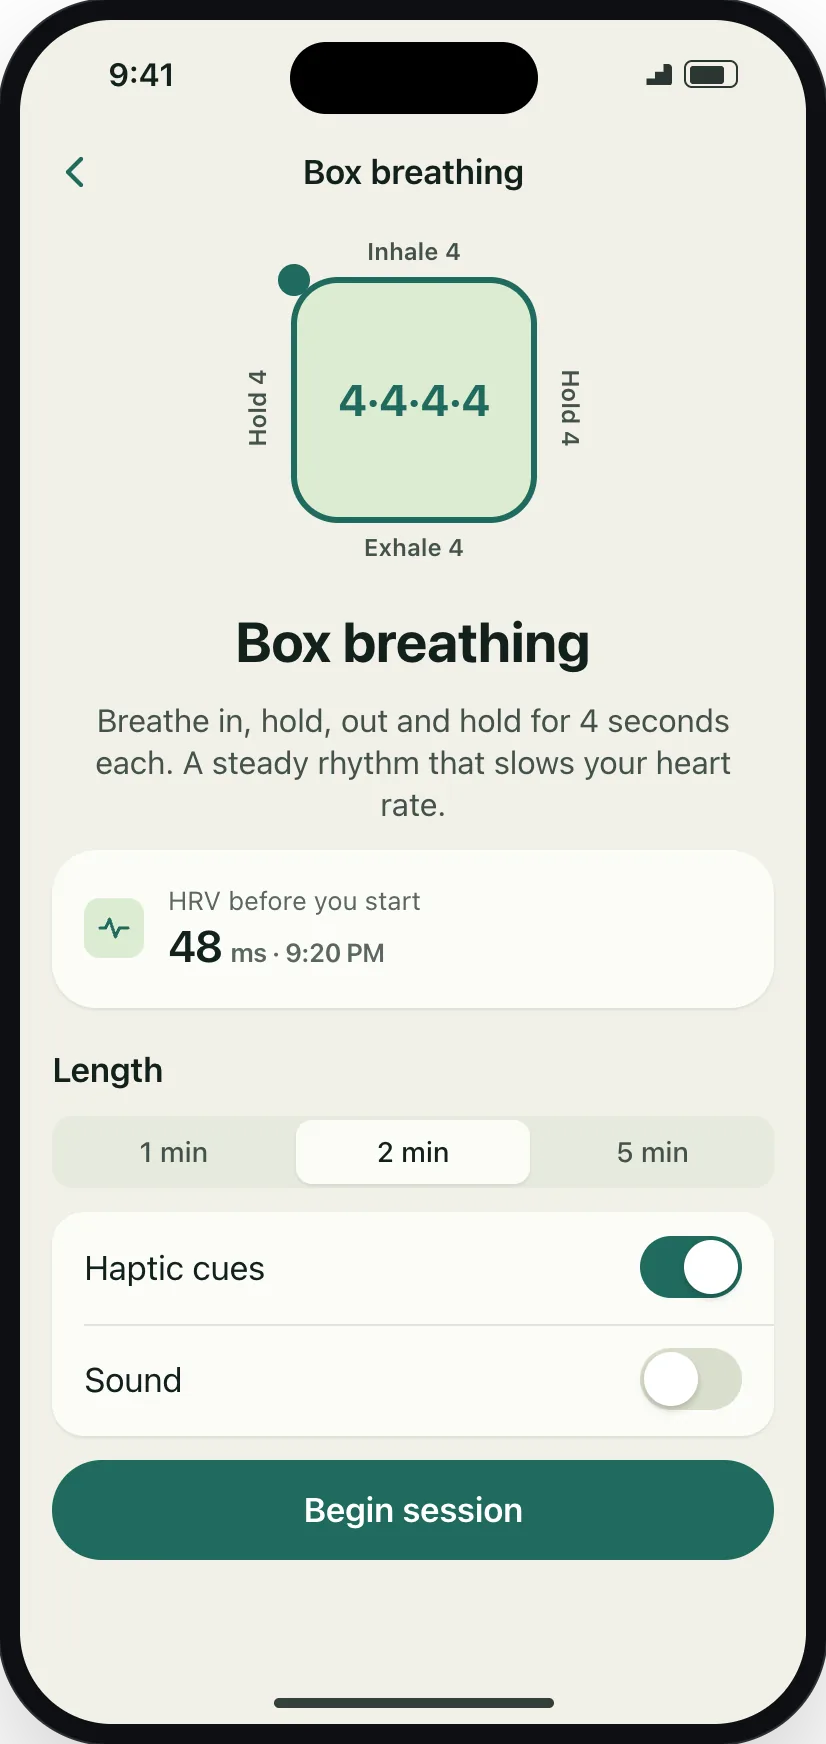 9:41
Box breathing
Inhale 4
Hold 4
4·4·4·4
Hold 4
Exhale 4
Box breathing
Breathe in, hold, out and hold for 4 seconds
each. A steady rhythm that slows your heart
rate.
HRV before you start
48 ms · 9:20 PM
Length
1 min
2 min
5 min
Haptic cues
Sound
Begin session